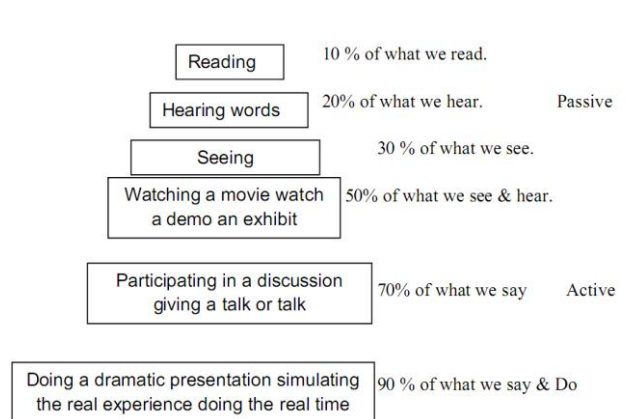 Reading 10 % of what we read.
Hearing words 20% of what we hear. Passive
Seeing 30 % of what we see.
Watching a movie watch
a demo an exhibit
50% of what we see & hear.
Participating in a discussion
giving a talk or talk
70% of what we say Active
Doing a dramatic presentation simulating
the real experience doing the real time
90 % of what we say & Do